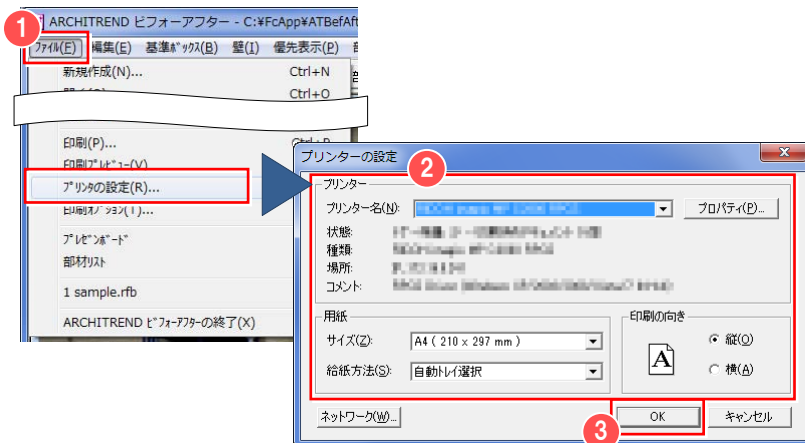 1
ARCHITREND ビフォーアフター - C:¥FcApp¥ATBefAft
ファイル(F) 編集(E) 基準ボックス(B) 壁(I) 優先表示(P)
新規作成(N)... Ctrl+N
Ctrl+O
印刷(P)...
印刷プレビュー(V)
プリンタの設定(R)...
印刷オプション(T)...
プレゼンボード
部材リスト
1 sample.rfb
ARCHITREND ビフォーアフターの終了(X)
プリンターの設定
2
プリンター
プリンター名(N): プロパティ(P)...
状態:
種類:
場所:
コメント:
用紙
サイズ(Z): A4 ( 210 x 297 mm )
給紙方法(S): 自動トレイ選択
印刷の向き
A
縦(O)
横(A)
ネットワーク(W)...
OK
キャンセル
3